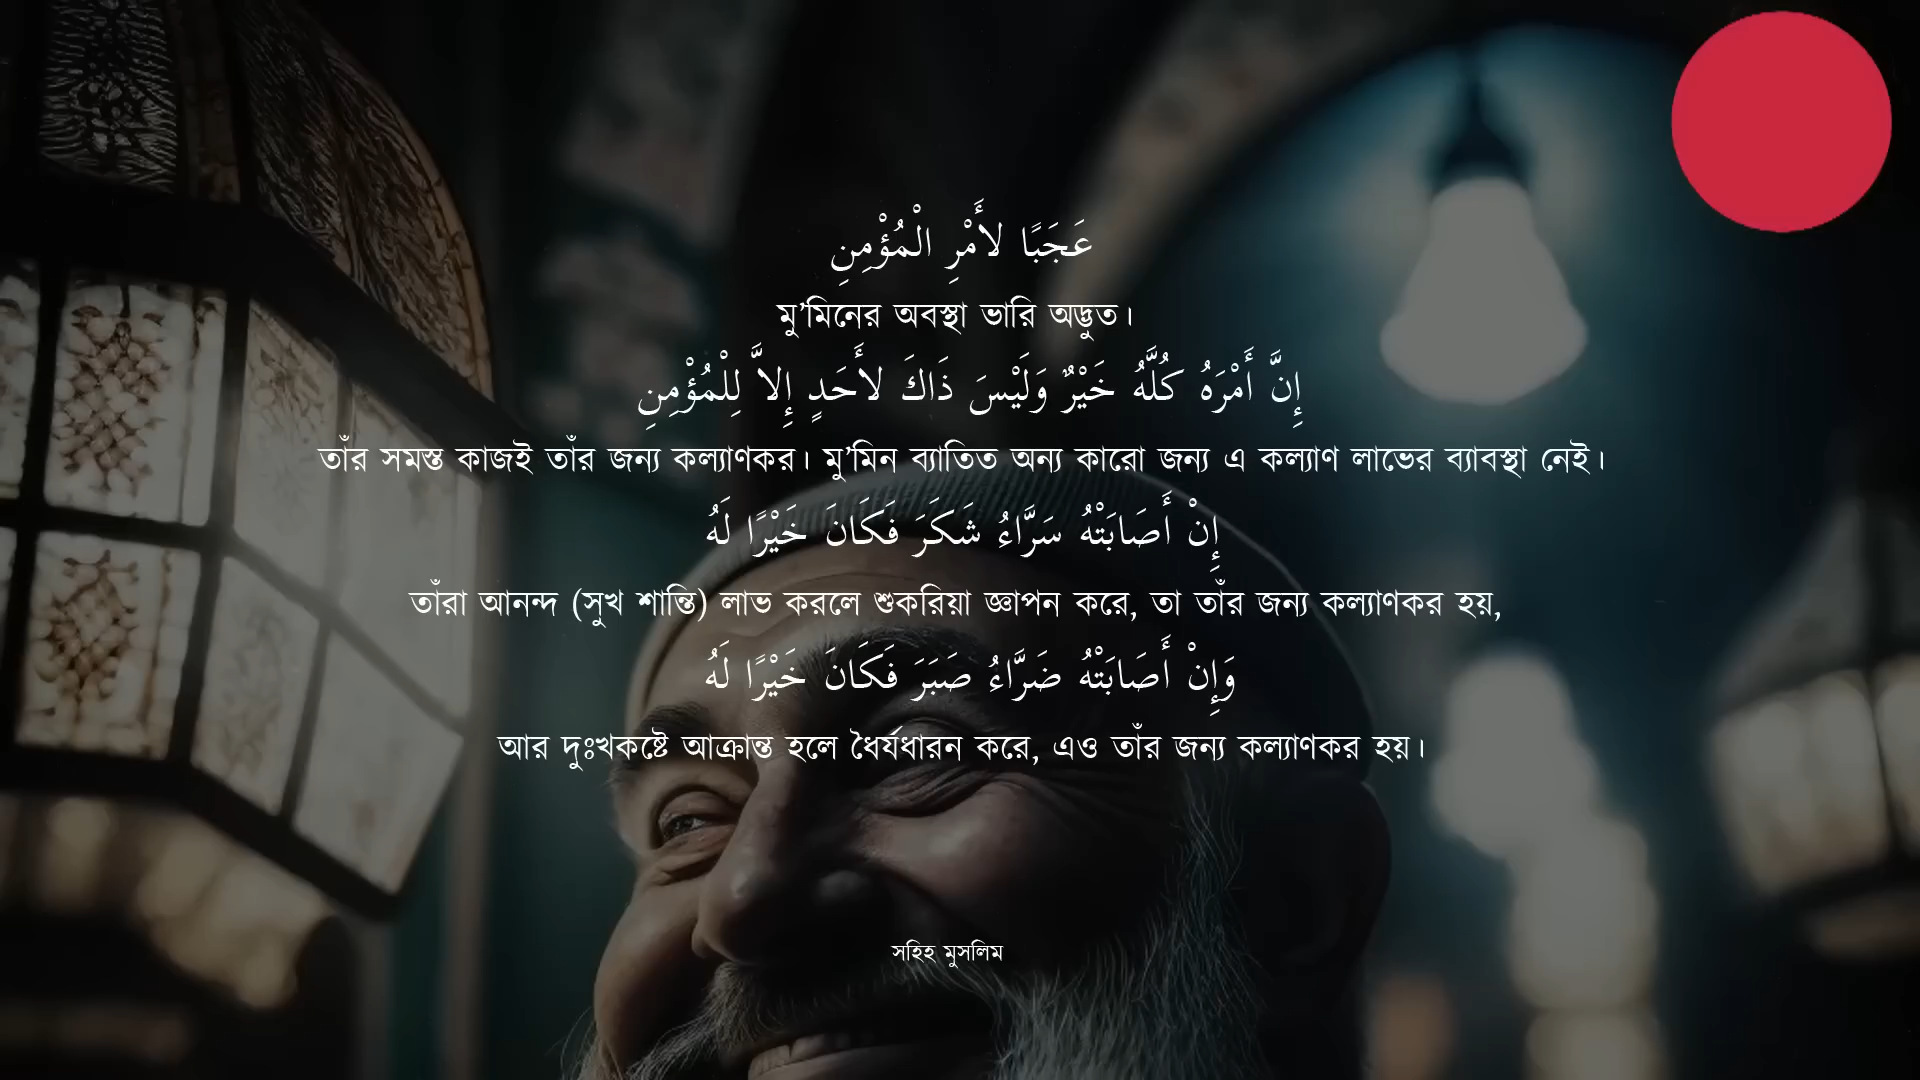 عَجَبًا لأَمْرِ الْمُؤْمِنِ
মু’মিনের অবস্থা ভারি অদ্ভুত।
إِنَّ أَمْرَهُ كُلَّهُ خَيْرٌ وَلَيْسَ ذَاكَ لأَحَدٍ إِلاَّ لِلْمُؤْمِنِ
তাঁর সমস্ত কাজই তাঁর জন্য কল্যাণকর। মু’মিন ব্যাতিত অন্য কারো জন্য এ কল্যাণ লাভের ব্যাবস্থা নেই।
إِنْ أَصَابَتْهُ سَرَّاءُ شَكَرَ فَكَانَ خَيْرًا لَهُ
তাঁরা আনন্দ (সুখ শান্তি) লাভ করলে শুকরিয়া জ্ঞাপন করে, তা তাঁর জন্য কল্যাণকর হয়,
وَإِنْ أَصَابَتْهُ ضَرَّاءُ صَبَرَ فَكَانَ خَيْرًا لَهُ
আর দুঃখকষ্টে আক্রান্ত হলে ধৈর্যধারন করে, এও তাঁর জন্য কল্যাণকর হয়।
সহিহ মুসলিম